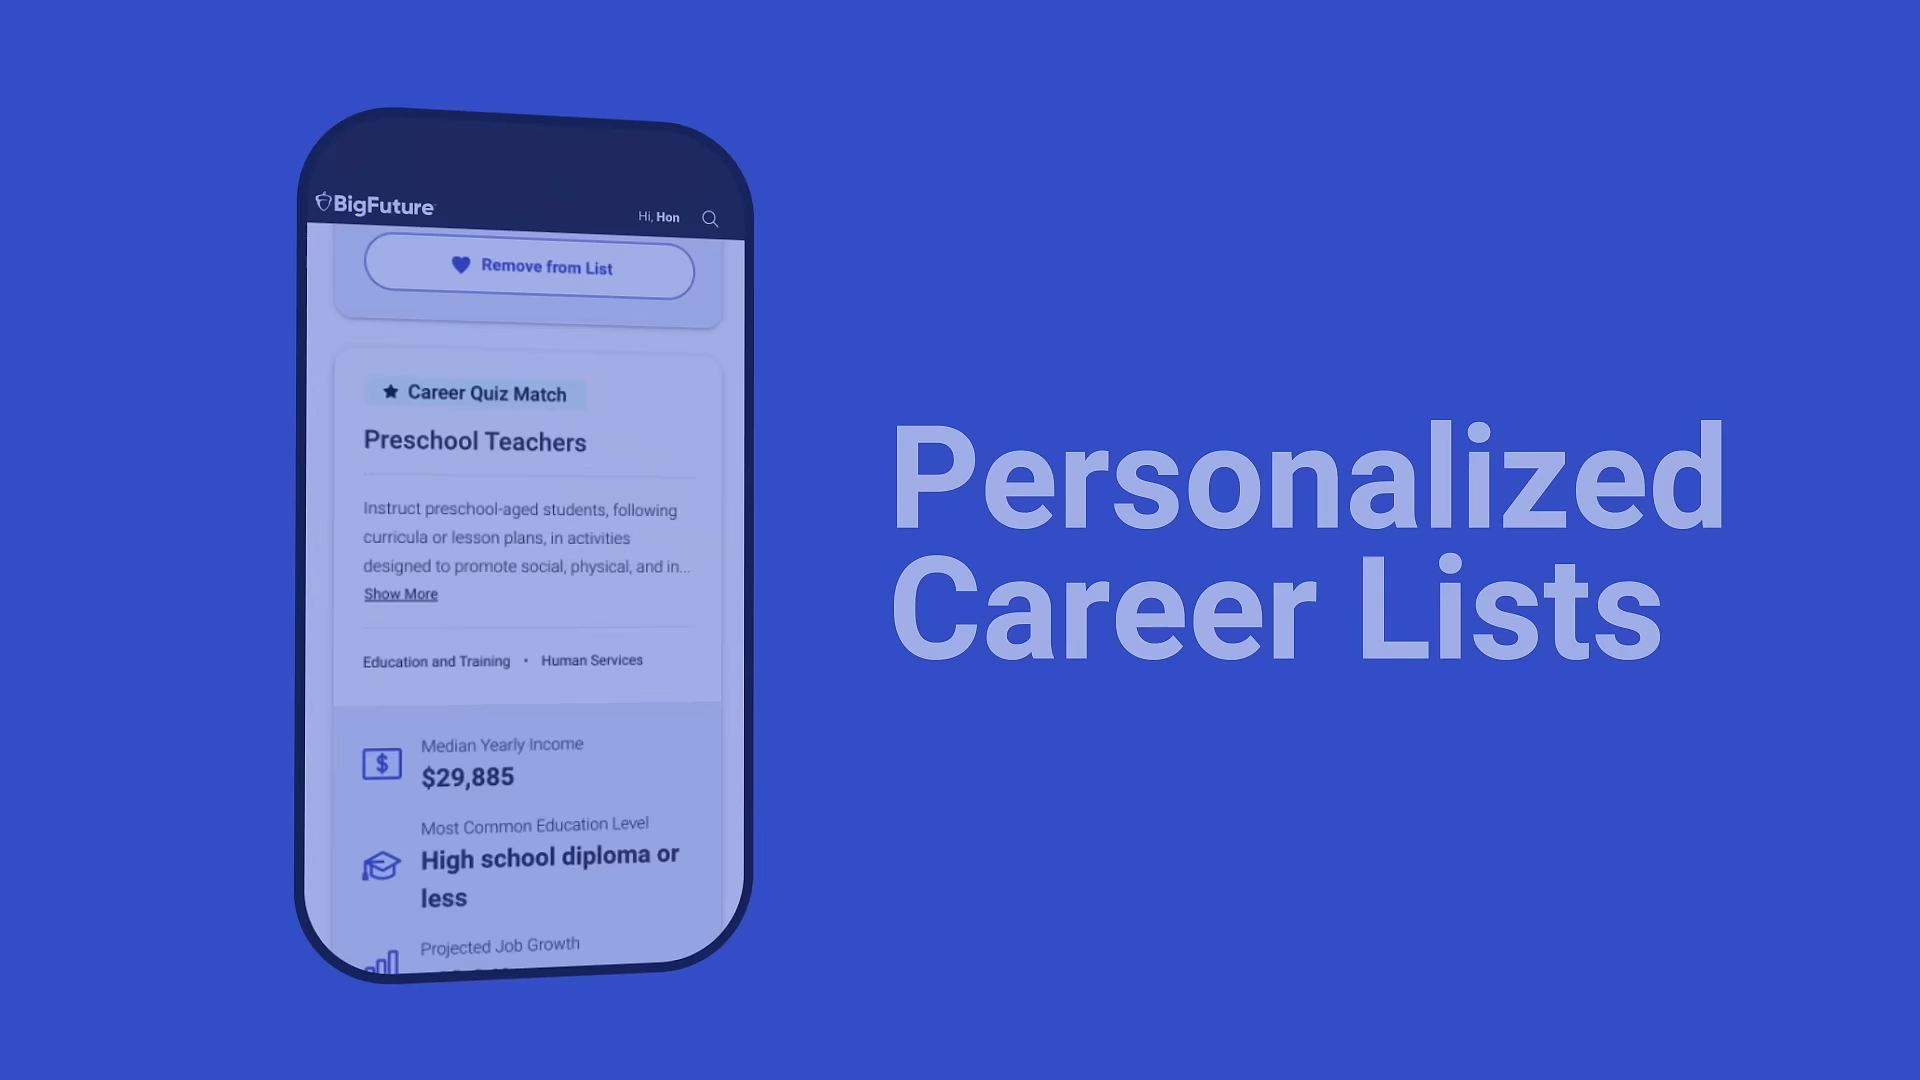 BigFuture
Hi, Hon
Remove from List
Career Quiz Match
Preschool Teachers
Instruct preschool-aged students, following
curricula or lesson plans, in activities
designed to promote social, physical, and in...
Show More
Education and Training • Human Services
Median Yearly Income
$29,885
Most Common Education Level
High school diploma or
less
Projected Job Growth
Personalized
Career Lists